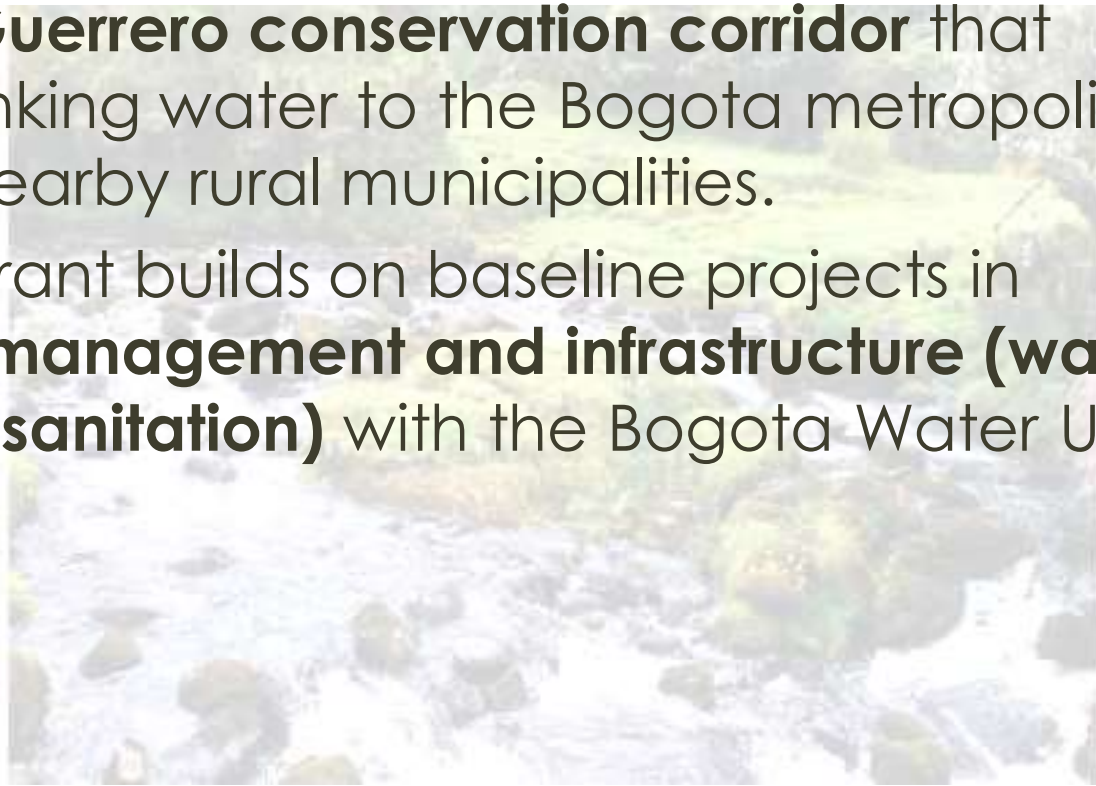 Guerrero conservation corridor that
nking water to the Bogota metropoli
earby rural municipalities.
rant builds on baseline projects in
management and infrastructure (wa
sanitation) with the Bogota Water U